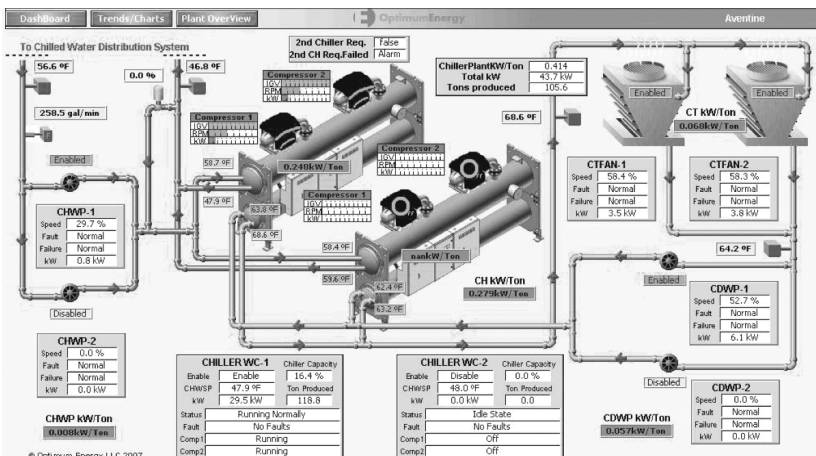 DashBoard
Trends/Charts
Plant OverView
OptimumEnergy
Aventine
To Chilled Water Distribution System
2nd Chiller Req. False
2nd CH Req.Failed Alarm
56.6 ºF
0.0 %
46.8 ºF
258.5 gal/min
Compressor 2
IGV
RPM
kW
Compressor 1
IGV
RPM
kW
ChillerPlantKW/Ton 0.414
Total kW 43.7 kW
Tons produced 105.6
68.6 ºF
Enabled
Enabled
CT kW/Ton
0.068kW/Ton
CTFAN-1
Speed 58.4 %
Fault Normal
Failure Normal
kW 3.5 kW
CTFAN-2
Speed 58.3 %
Fault Normal
Failure Normal
kW 3.8 kW
58.7 ºF
0.248kW/Ton
47.9 ºF
63.8 ºF
68.6 ºF
Compressor 2
IGV
RPM
kW
Compressor 1
IGV
RPM
kW
Enabled
CHWP-1
Speed 29.7 %
Fault Normal
Failure Normal
kW 0.8 kW
Disabled
58.4 ºF
nankW/Ton
59.6 ºF
62.4 ºF
63.2 ºF
CH kW/Ton
0.279kW/Ton
64.2 ºF
Enabled
CDWP-1
Speed 52.7 %
Fault Normal
Failure Normal
kW 6.1 kW
CHWP-2
Speed 0.0 %
Fault Normal
Failure Normal
kW 0.0 kW
CHWP kW/Ton
0.008kW/Ton
CHILLER WC-1 Chiller Capacity
Enable Enable 16.4 %
CHWSP 47.9 ºF Ton Produced
kW 29.5 kW 118.8
Status Running Normally
Fault No Faults
Comp1 Running
Comp2 Running
CHILLER WC-2 Chiller Capacity
Enable Disable 0.0 %
CHWSP 48.0 ºF Ton Produced
kW 0.0 kW 0.0
Status Idle State
Fault No Faults
Comp1 Off
Comp2 Off
Disabled
CDWP-2
Speed 0.0 %
Fault Normal
Failure Normal
kW 0.0 kW
CDWP kW/Ton
0.057kW/Ton
© Optimum Energy LLC 2007